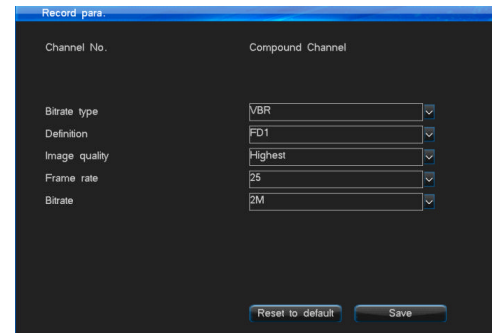 Record para.
Channel No. Compound Channel
Bitrate type VBR
Definition FD1
Image quality Highest
Frame rate 25
Bitrate 2M
Reset to default Save